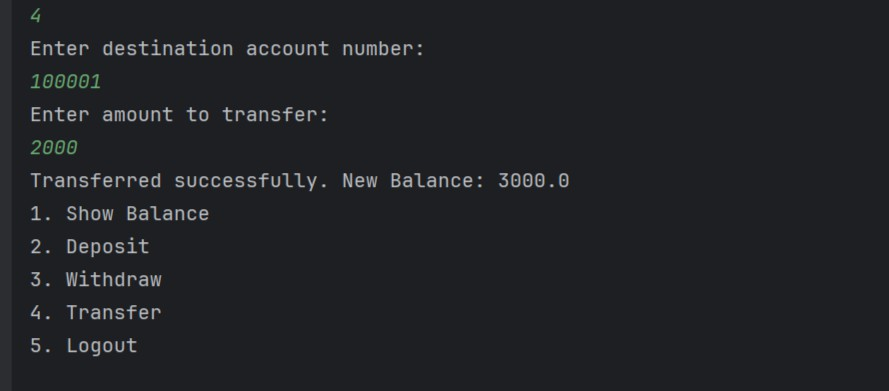 4
Enter destination account number:
100001
Enter amount to transfer:
2000
Transferred successfully. New Balance: 3000.0
1. Show Balance
2. Deposit
3. Withdraw
4. Transfer
5. Logout